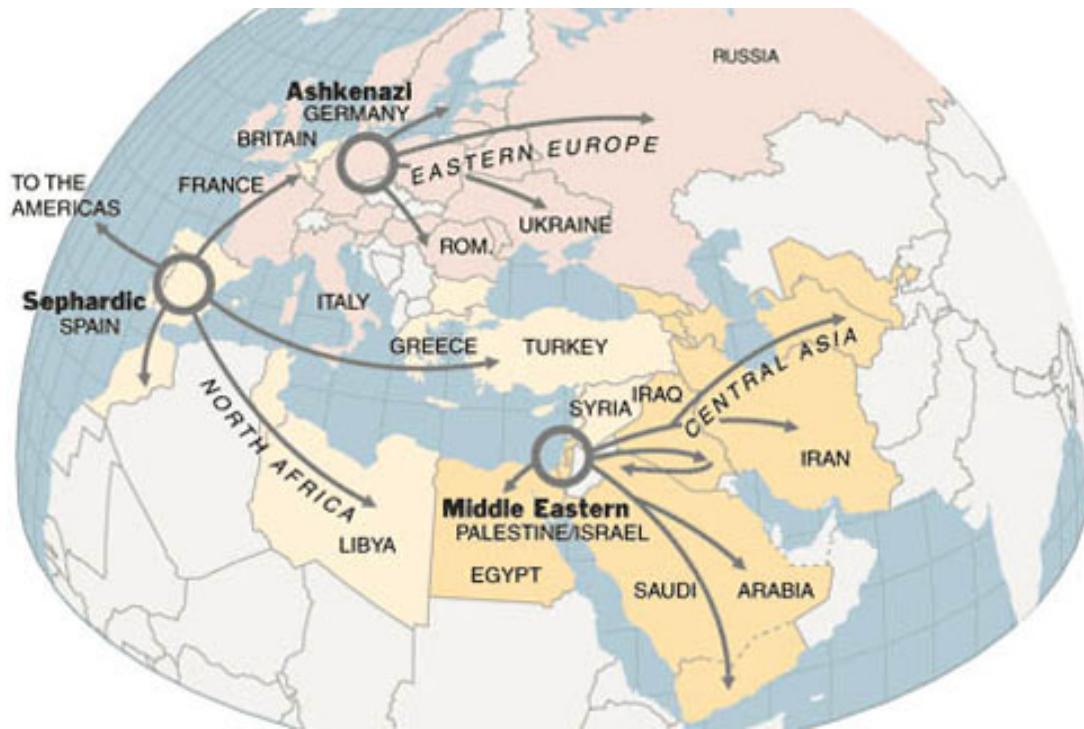 RUSSIA
Ashkenazi
GERMANY
BRITAIN
EASTERN EUROPE
TO THE
AMERICAS
FRANCE
UKRAINE
ROM.
Sephardic
SPAIN
ITALY
GREECE
TURKEY
CENTRAL ASIA
NORTH AFRICA
SYRIA
IRAQ
IRAN
Middle Eastern
PALESTINE/ISRAEL
LIBYA
EGYPT
SAUDI ARABIA